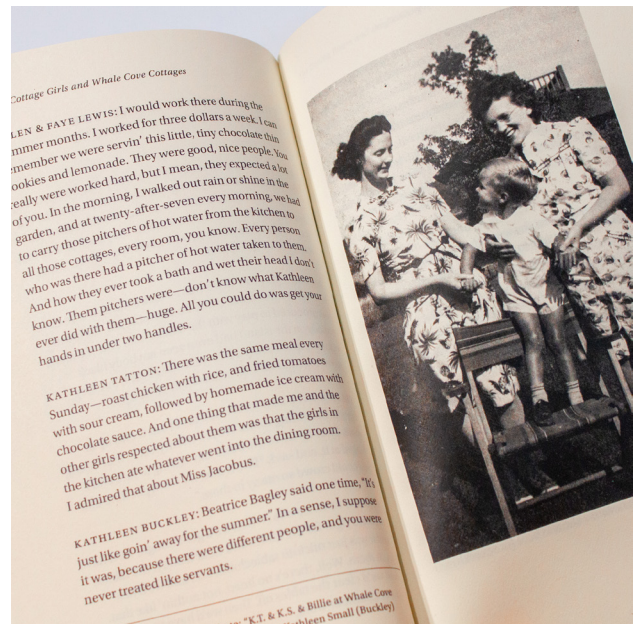 Cottage Girls and Whale Cove Cottages
LEN & FAYE LEWIS: I would work there during the
mmer months. I worked for three dollars a week. I can
emember we were servin' this little, tiny chocolate thin
ookies and lemonade. They were good, nice people. You
really were worked hard, but I mean, they expected a lot
of you. In the morning, I walked out rain or shine in the
garden, and at twenty-after-seven every morning, we had
to carry those pitchers of hot water from the kitchen to
all those cottages, every room, you know. Every person
who was there had a pitcher of hot water taken to them.
And how they ever took a bath and wet their head I don't
know. Them pitchers were—don't know what Kathleen
ever did with them—huge. All you could do was get your
hands in under two handles.
KATHLEEN TATTON: There was the same meal every
Sunday—roast chicken with rice, and fried tomatoes
with sour cream, followed by homemade ice cream with
chocolate sauce. And one thing that made me and the
other girls respected about them was that the girls in
the kitchen ate whatever went into the dining room.
I admired that about Miss Jacobus.
KATHLEEN BUCKLEY: Beatrice Bagley said one time, "It's
just like goin' away for the summer." In a sense, I suppose
it was, because there were different people, and you were
never treated like servants.
"K.T. & K.S. & Billie at Whale Cove
Kathleen Small (Buckley)